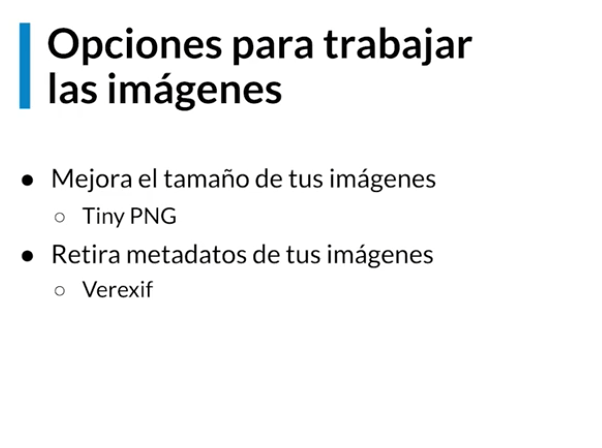 Opciones para trabajar
las imágenes
● Mejora el tamaño de tus imágenes
○ Tiny PNG
● Retira metadatos de tus imágenes
○ Verexif